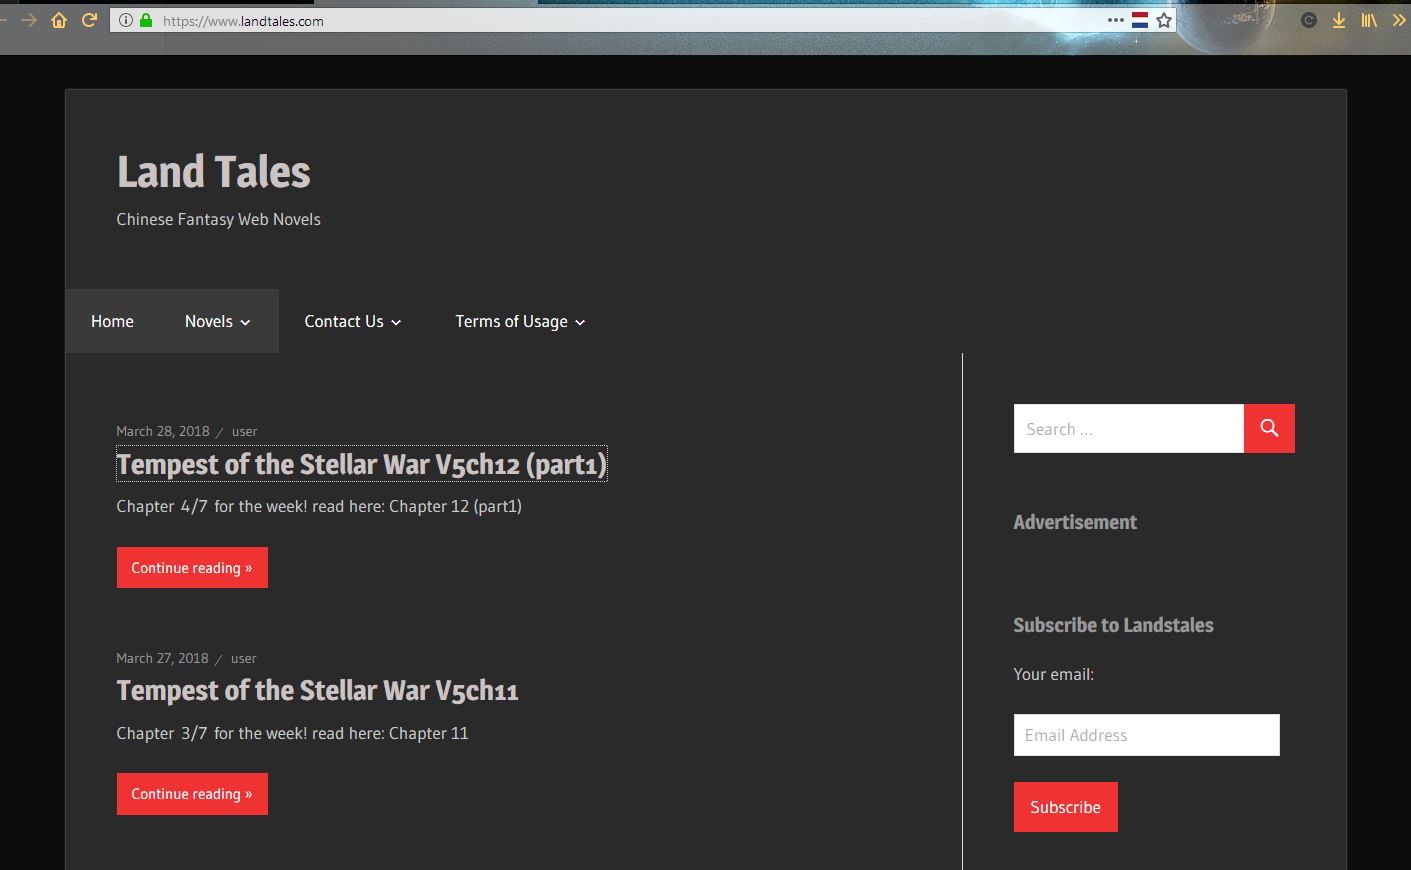 https://www.landtales.com
Land Tales
Chinese Fantasy Web Novels
Home Novels Contact Us Terms of Usage
March 28, 2018 / user
Tempest of the Stellar War V5ch12 (part1)
Chapter 4/7 for the week! read here: Chapter 12 (part1)
Continue reading »
March 27, 2018 / user
Tempest of the Stellar War V5ch11
Chapter 3/7 for the week! read here: Chapter 11
Continue reading »
Search ...
Advertisement
Subscribe to Landstales
Your email:
Email Address
Subscribe